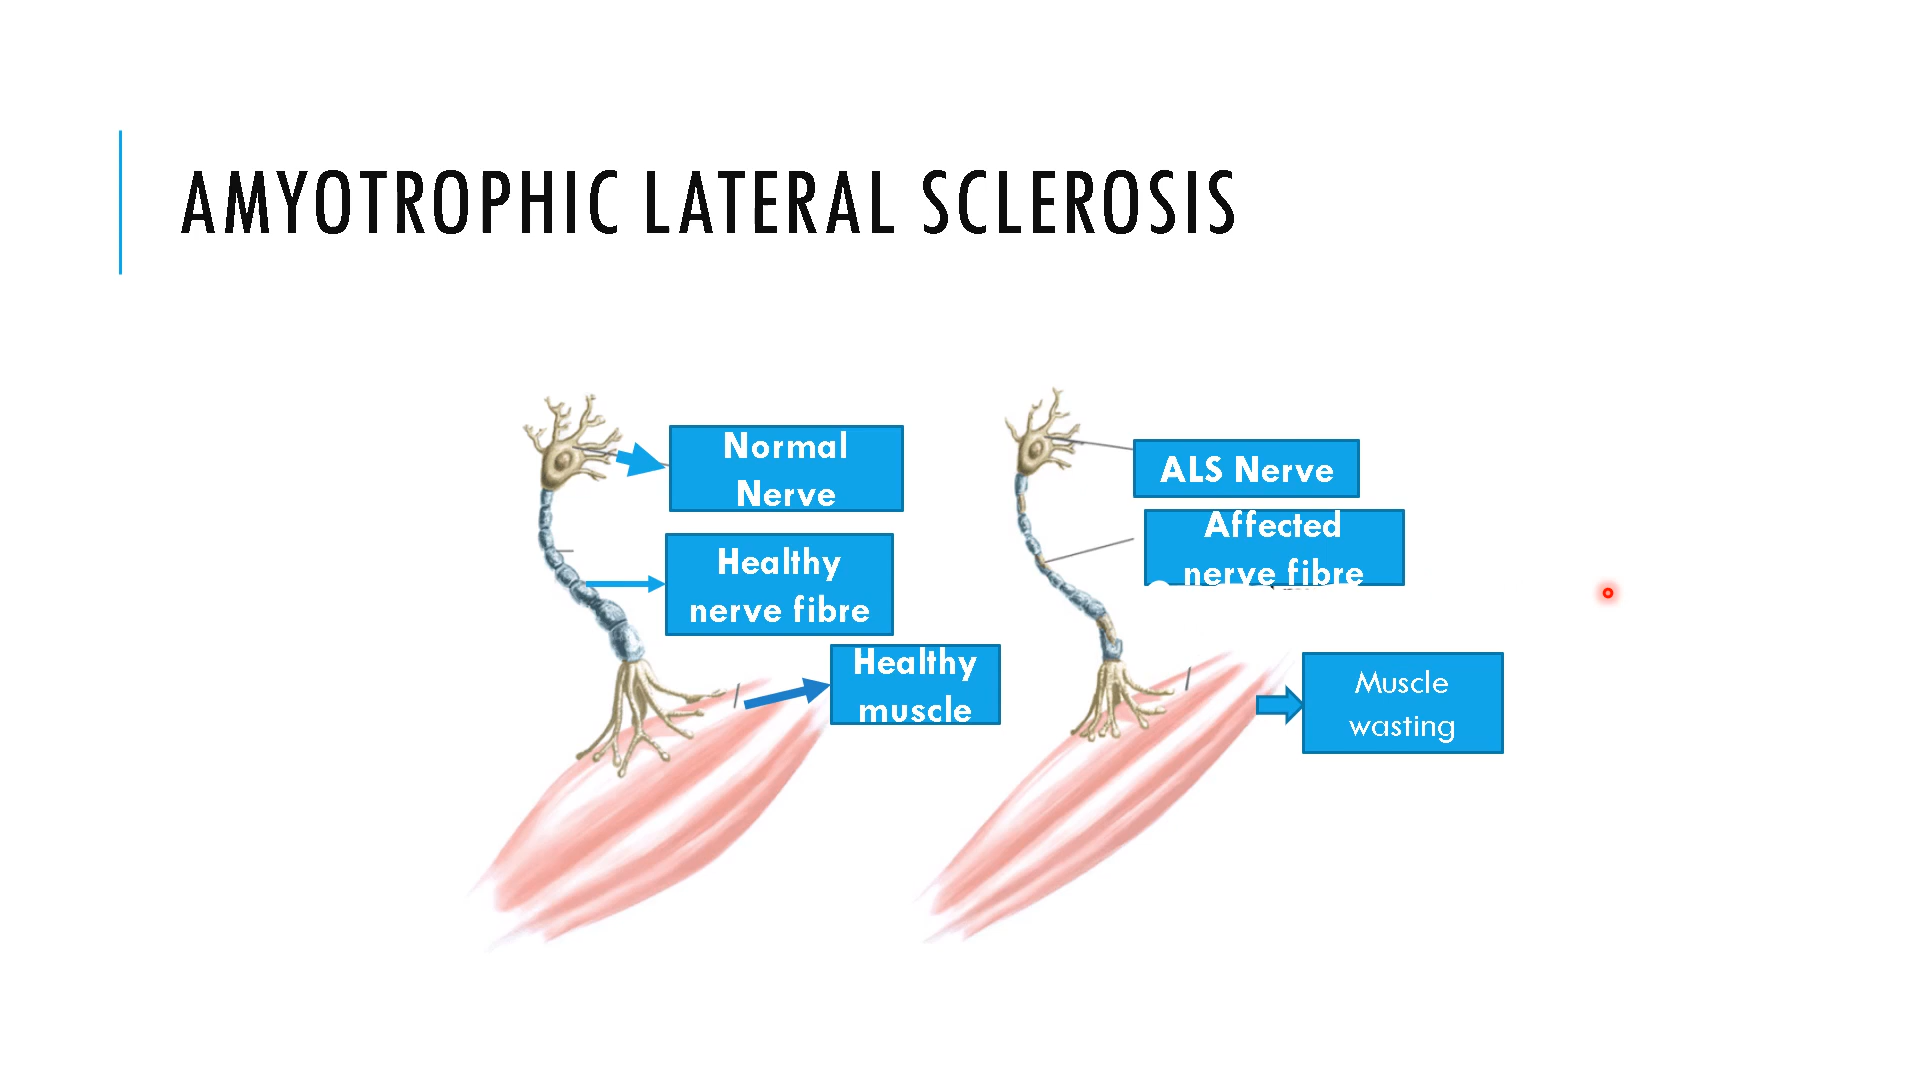 AMYOTROPHIC LATERAL SCLEROSIS
Normal
Nerve
Healthy
nerve fibre
Healthy
muscle
ALS Nerve
Affected
nerve fibre
Muscle
wasting